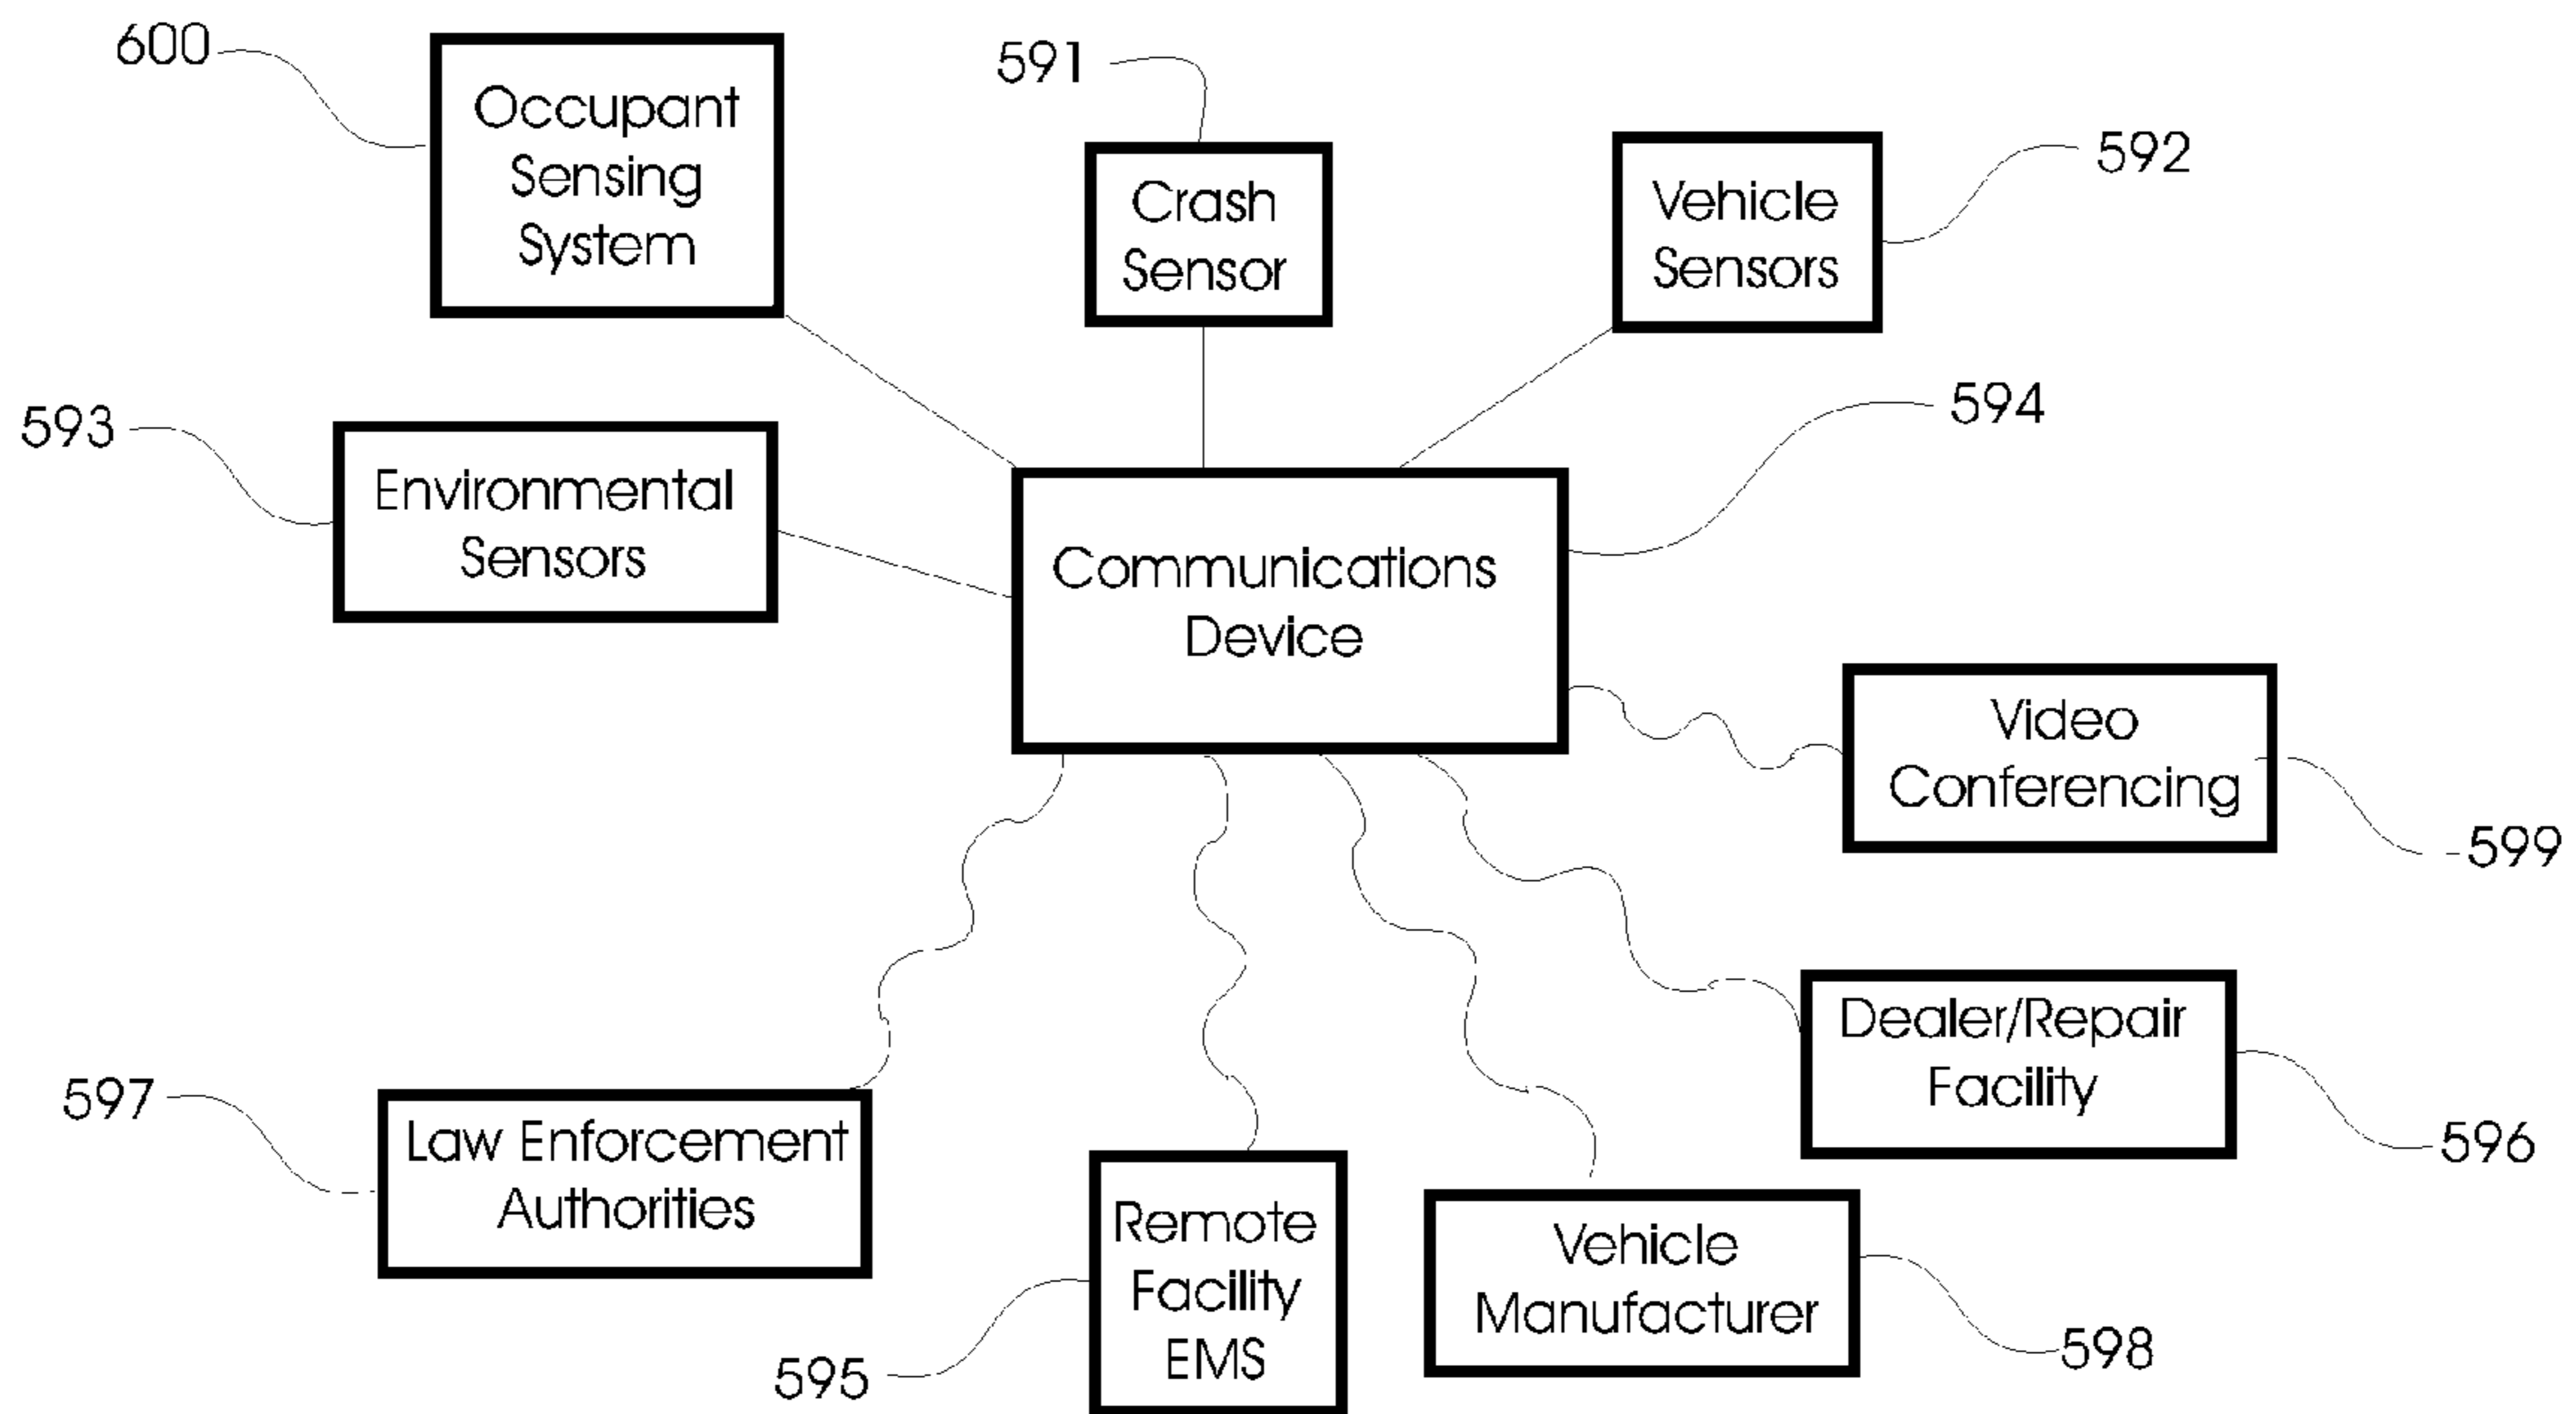 600
Occupant
Sensing
System
591
Crash
Sensor
Vehicle
Sensors
592
593
Environmental
Sensors
594
Communications
Device
Video
Conferencing
599
Dealer/Repair
Facility
596
597
Law Enforcement
Authorities
Remote
Facility
EMS
595
Vehicle
Manufacturer
598